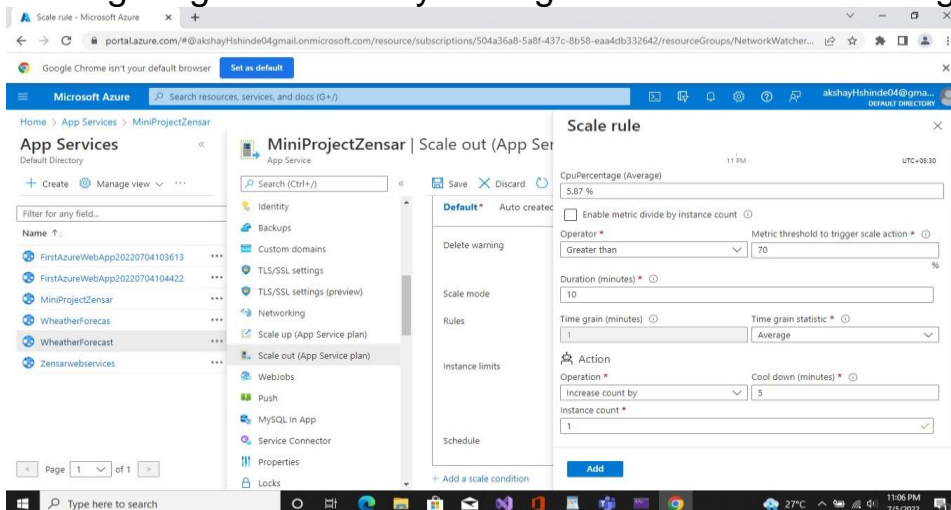 Scale rule - Microsoft Azure
portal.azure.com/#@akshayHshinde04gmail.onmicrosoft.com/resource/subscriptions/504a36a8-5a8f-437c-8b58-eaa4db332642/resourceGroups/NetworkWatcher...
Google Chrome isn't your default browser Set as default
Microsoft Azure Search resources, services, and docs (G+/) akshayHshinde04@gma...
DEFAULT DIRECTORY
Home > App Services > MiniProjectZensar
App Services
Default Directory
+ Create Manage view ...
Filter for any field...
Name ↑↓
FirstAzureWebApp20220704103613 ...
FirstAzureWebApp20220704104422 ...
MiniProjectZensar ...
WheatherForecas ...
WheatherForecast ...
Zensarwebservices ...
< Page 1 of 1 >
MiniProjectZensar | Scale out (App Ser
App Service
Search (Ctrl+/) «
Identity
Backups
Custom domains
TLS/SSL settings
TLS/SSL settings (preview)
Networking
Scale up (App Service plan)
Scale out (App Service plan)
WebJobs
Push
MySQL In App
Service Connector
Properties
Locks
Save Discard
Default* Auto created
Delete warning
Scale mode
Rules
Instance limits
Schedule
+ Add a scale condition
Scale rule
11 PM UTC+05:30
CpuPercentage (Average)
5.87 %
Enable metric divide by instance count
Operator * Metric threshold to trigger scale action *
Greater than 70
%
Duration (minutes) *
10
Time grain (minutes) Time grain statistic *
1 Average
Action
Operation * Cool down (minutes) *
Increase count by 5
Instance count *
1
Add
Type here to search 27°C 11:06 PM
7/5/2022